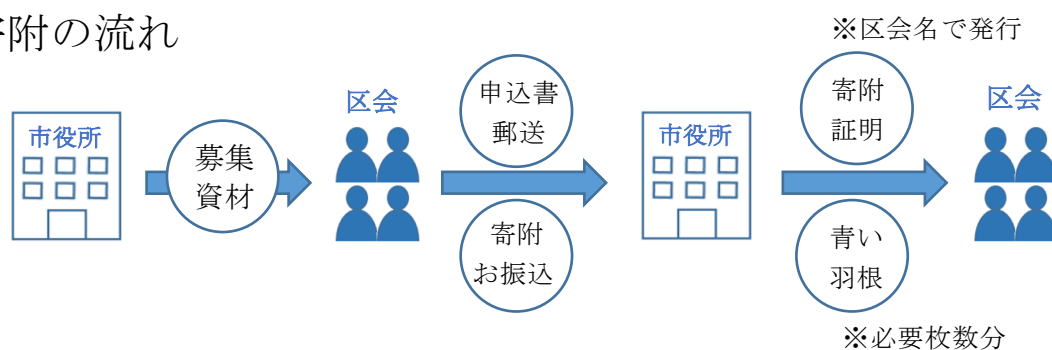 附の流れ
※区会名で発行
市役所
募集
資材
区会
申込書
郵送
寄附
お振込
市役所
寄附
証明
青い
羽根
区会
※必要枚数分